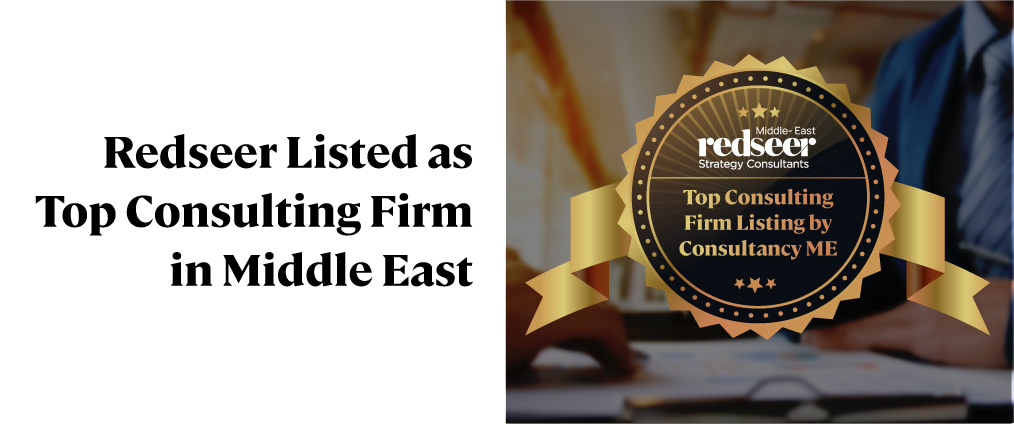 Redseer Listed as
Top Consulting Firm
in Middle East
Middle- East
redseer
Strategy Consultants
Top Consulting
Firm Listing by
Consultancy ME